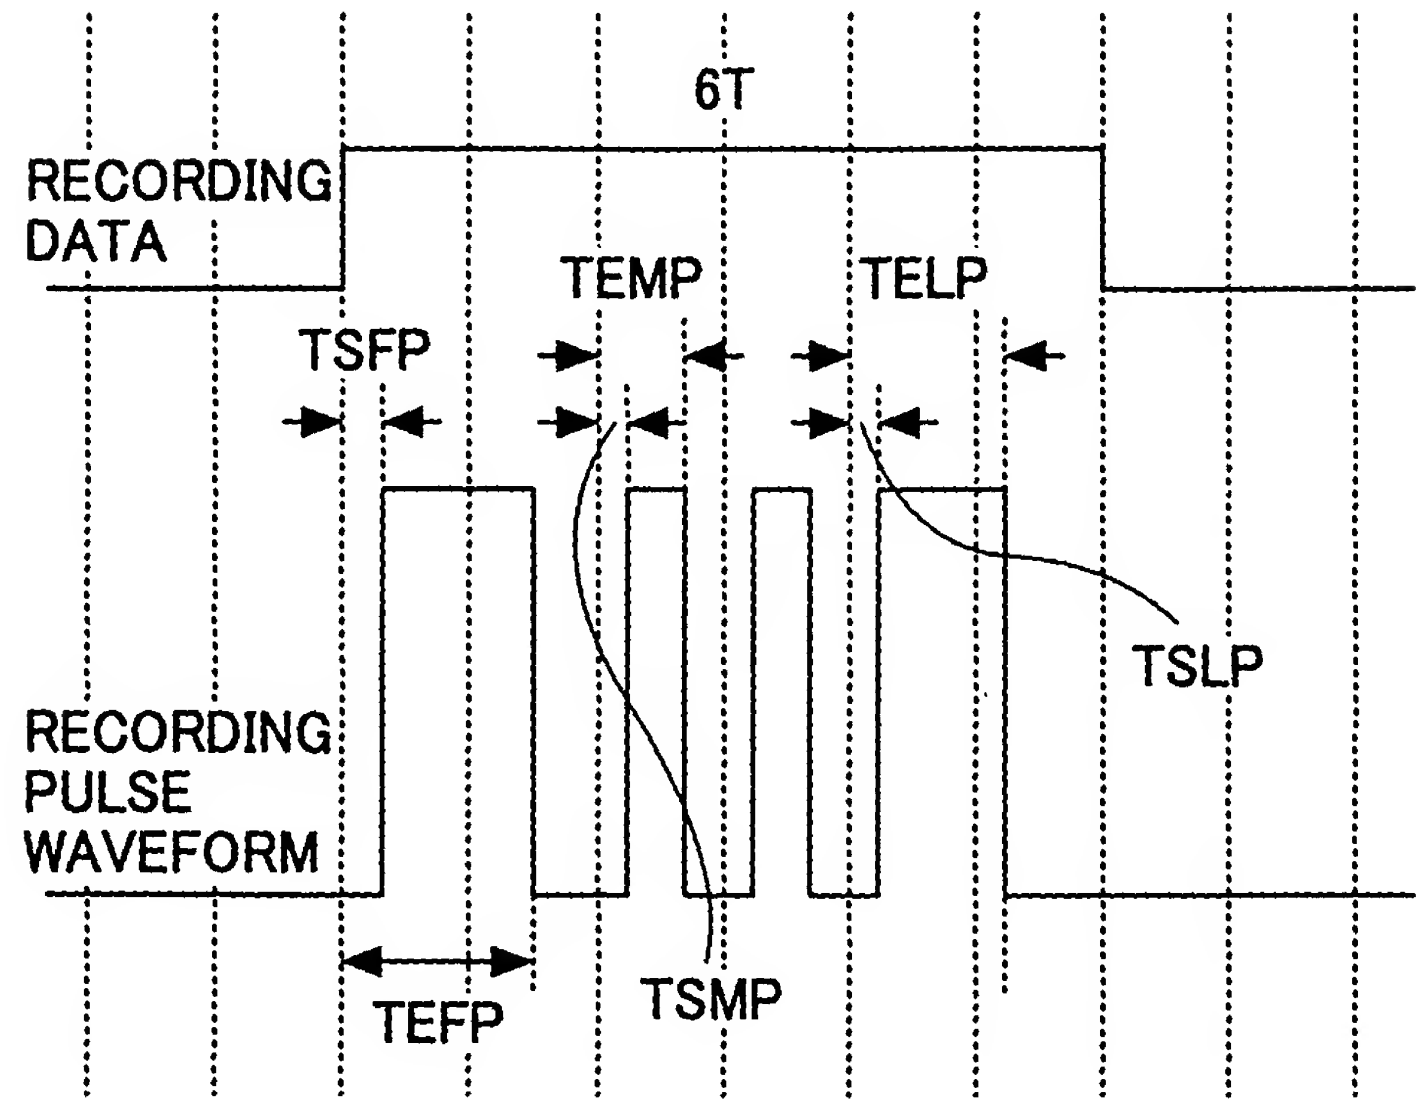 6T
RECORDING
DATA
TEMP
TELP
TSFP
TSLP
RECORDING
PULSE
WAVEFORM
TSMP
TEFP